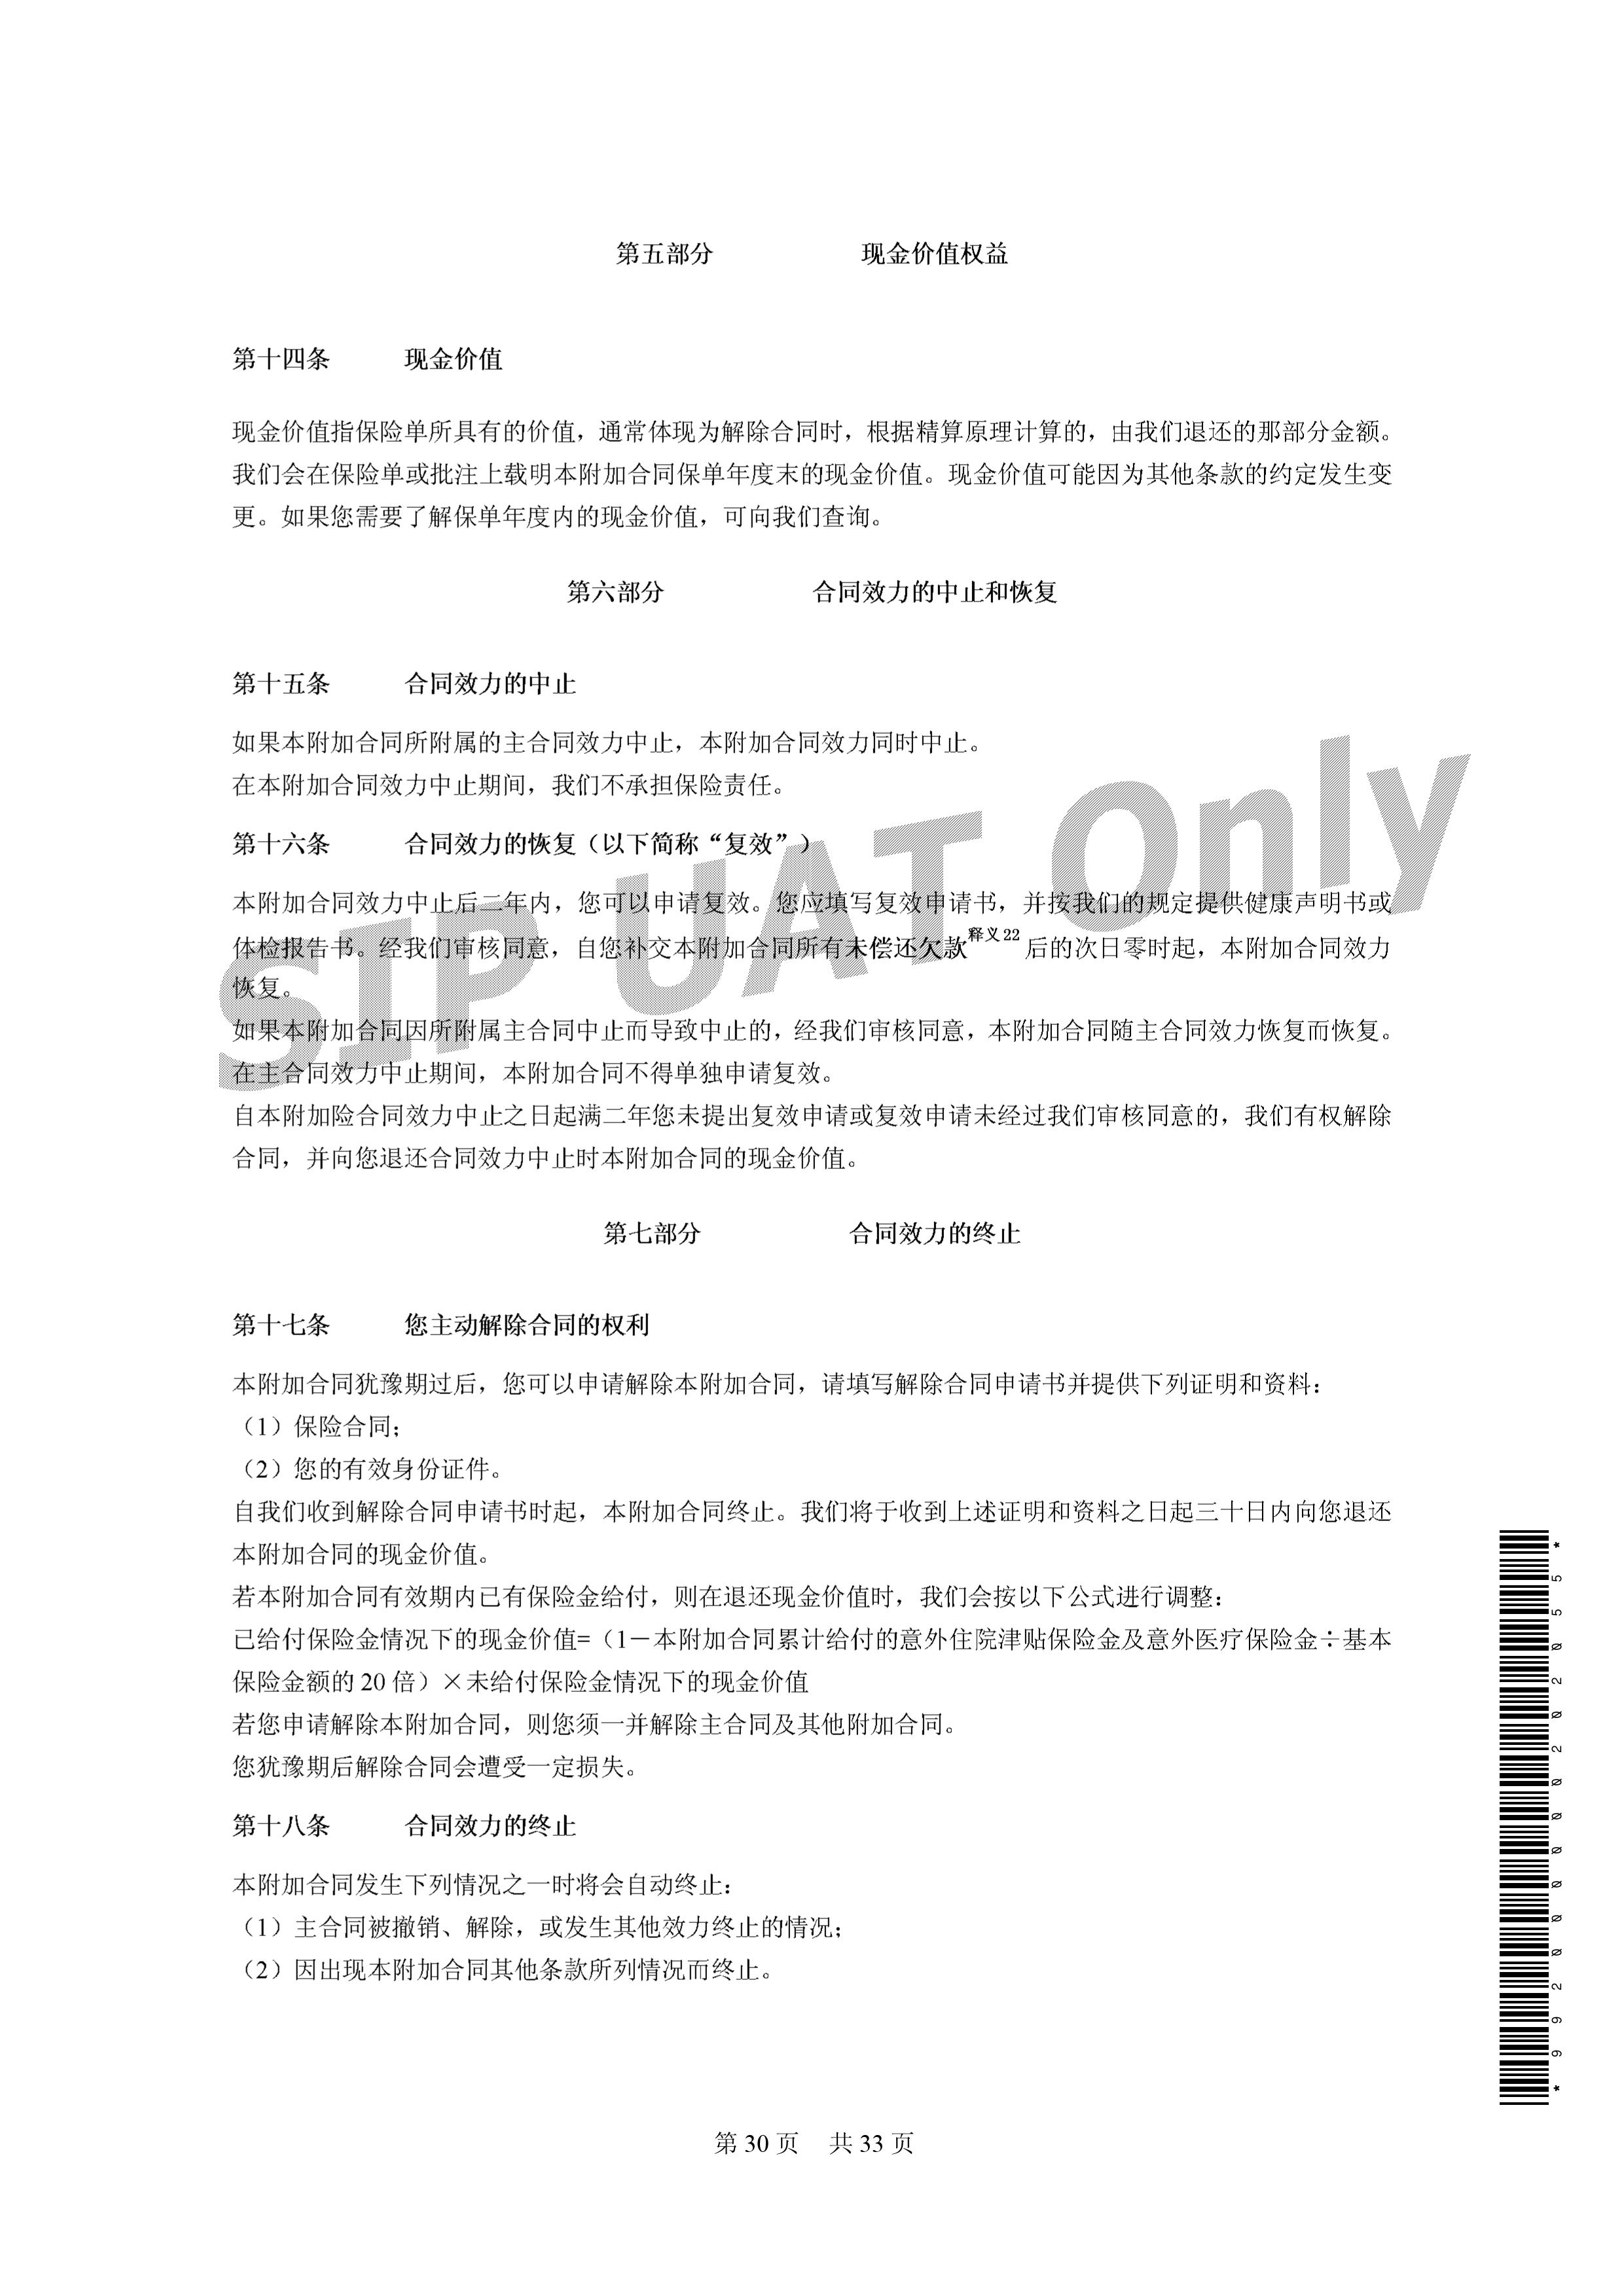 第五部分 现金价值权益
第十四条 现金价值
现金价值指保险单所具有的价值，通常体现为解除合同时，根据精算原理计算的，由我们退还的那部分金额。
我们会在保险单或批注上载明本附加合同保单年度末的现金价值。现金价值可能因为其他条款的约定发生变
更。如果您需要了解保单年度内的现金价值，可向我们查询。
第六部分 合同效力的中止和恢复
第十五条 合同效力的中止
如果本附加合同所附属的主合同效力中止，本附加合同效力同时中止。
在本附加合同效力中止期间，我们不承担保险责任。
第十六条 合同效力的恢复（以下简称“复效”）
本附加合同效力中止后二年内，您可以申请复效。您应填写复效申请书，并按我们的规定提供健康声明书或
体检报告书。经我们审核同意，自您补交本附加合同所有未偿还欠款释义22后的次日零时起，本附加合同效力
恢复。
如果本附加合同因所附属主合同中止而导致中止的，经我们审核同意，本附加合同随主合同效力恢复而恢复。
在主合同效力中止期间，本附加合同不得单独申请复效。
自本附加险合同效力中止之日起满二年您未提出复效申请或复效申请未经过我们审核同意的，我们有权解除
合同，并向您退还合同效力中止时本附加合同的现金价值。
SIP UAT Only
第七部分 合同效力的终止
第十七条 您主动解除合同的权利
本附加合同犹豫期过后，您可以申请解除本附加合同，请填写解除合同申请书并提供下列证明和资料：
（1）保险合同；
（2）您的有效身份证件。
自我们收到解除合同申请书时起，本附加合同终止。我们将于收到上述证明和资料之日起三十日内向您退还
本附加合同的现金价值。
若本附加合同有效期内已有保险金给付，则在退还现金价值时，我们会按以下公式进行调整：
已给付保险金情况下的现金价值=（1－本附加合同累计给付的意外住院津贴保险金及意外医疗保险金÷基本
保险金额的 20 倍）×未给付保险金情况下的现金价值
若您申请解除本附加合同，则您须一并解除主合同及其他附加合同。
您犹豫期后解除合同会遭受一定损失。
第十八条 合同效力的终止
本附加合同发生下列情况之一时将会自动终止：
（1）主合同被撤销、解除，或发生其他效力终止的情况；
（2）因出现本附加合同其他条款所列情况而终止。
*992000000202055*
第 30 页 共 33 页